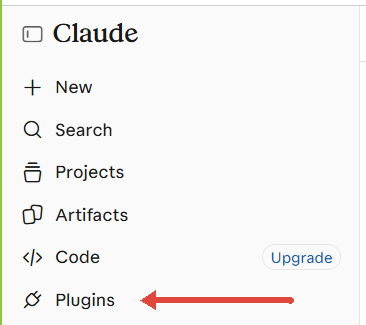 Claude
New
Search
Projects
Artifacts
Code Upgrade
Plugins